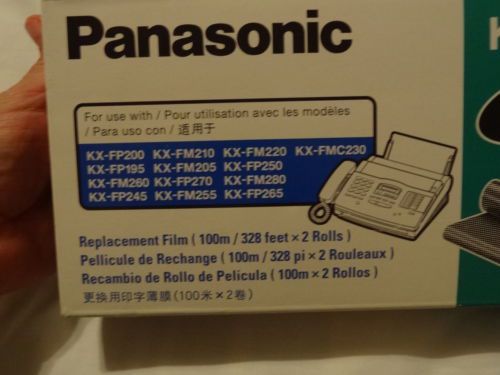 Panasonic
For use with / Pour utilisation avec les modèles
/ Para uso con / 适用于
KX-FP200 KX-FM210 KX-FM220 KX-FMC230
KX-FP195 KX-FM205 KX-FP250
KX-FM260 KX-FP270 KX-FM280
KX-FP245 KX-FM255 KX-FP265
Replacement Film ( 100m / 328 feet × 2 Rolls )
Pellicule de Rechange ( 100m / 328 pi × 2 Rouleaux )
Recambio de Rollo de Pelicula ( 100m × 2 Rollos )
更换用印字薄膜 (100米 × 2卷)